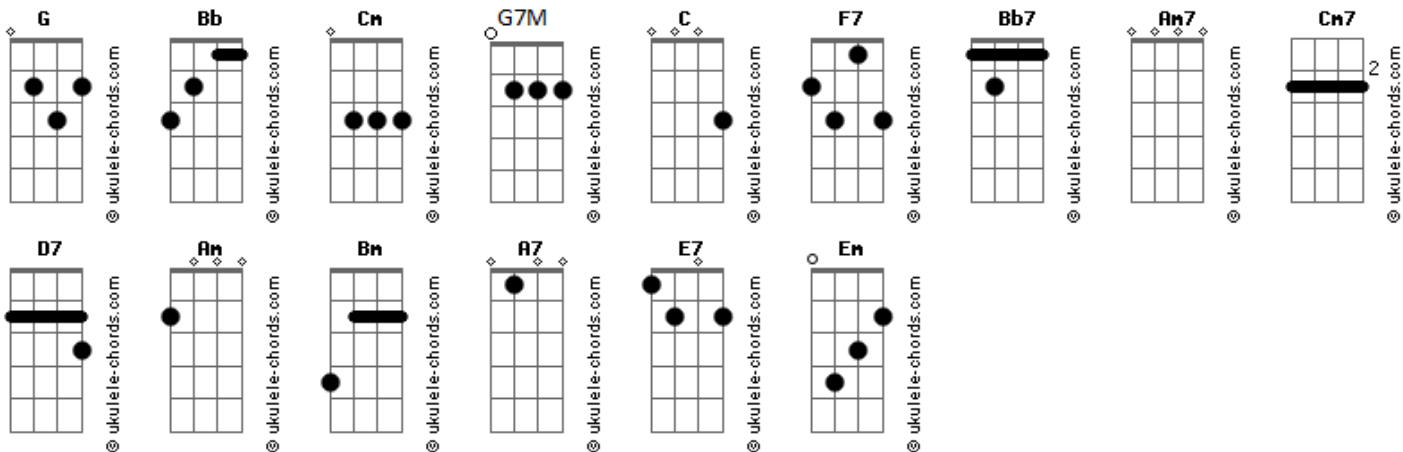 G Bb Cm G7M C F7 Bb7 Am7 Cm7
2
© ukulele-chords.com © ukulele-chords.com © ukulele-chords.com © ukulele-chords.com © ukulele-chords.com © ukulele-chords.com © ukulele-chords.com © ukulele-chords.com © ukulele-chords.com
D7 Am Bm A7 E7 Em
© ukulele-chords.com © ukulele-chords.com © ukulele-chords.com © ukulele-chords.com © ukulele-chords.com © ukulele-chords.com